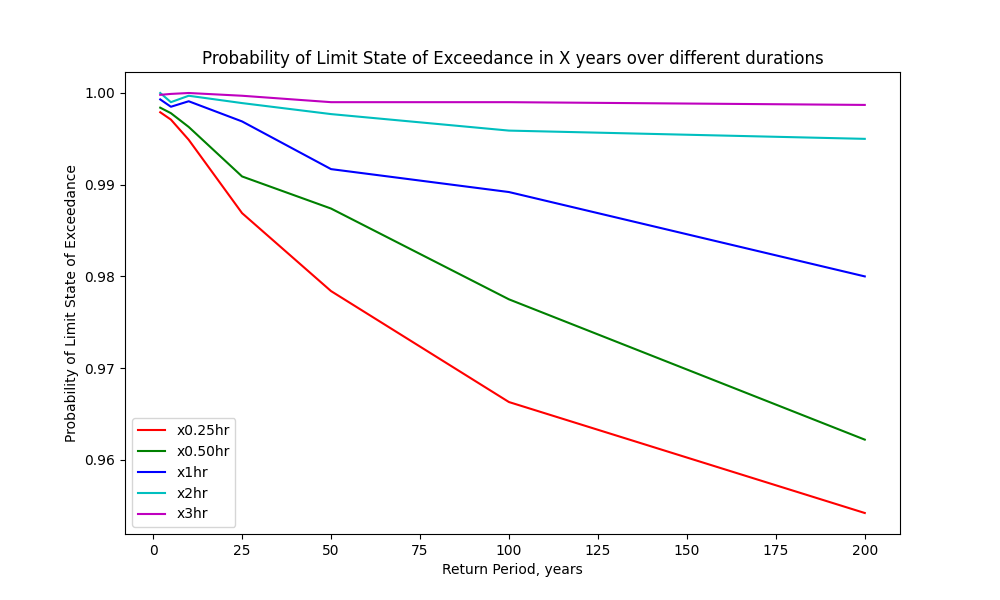 Probability of Limit State of Exceedance in X years over different durations
Probability of Limit State of Exceedance
1.00
0.99
0.98
0.97
0.96
x0.25hr
x0.50hr
x1hr
x2hr
x3hr
0 25 50 75 100 125 150 175 200
Return Period, years